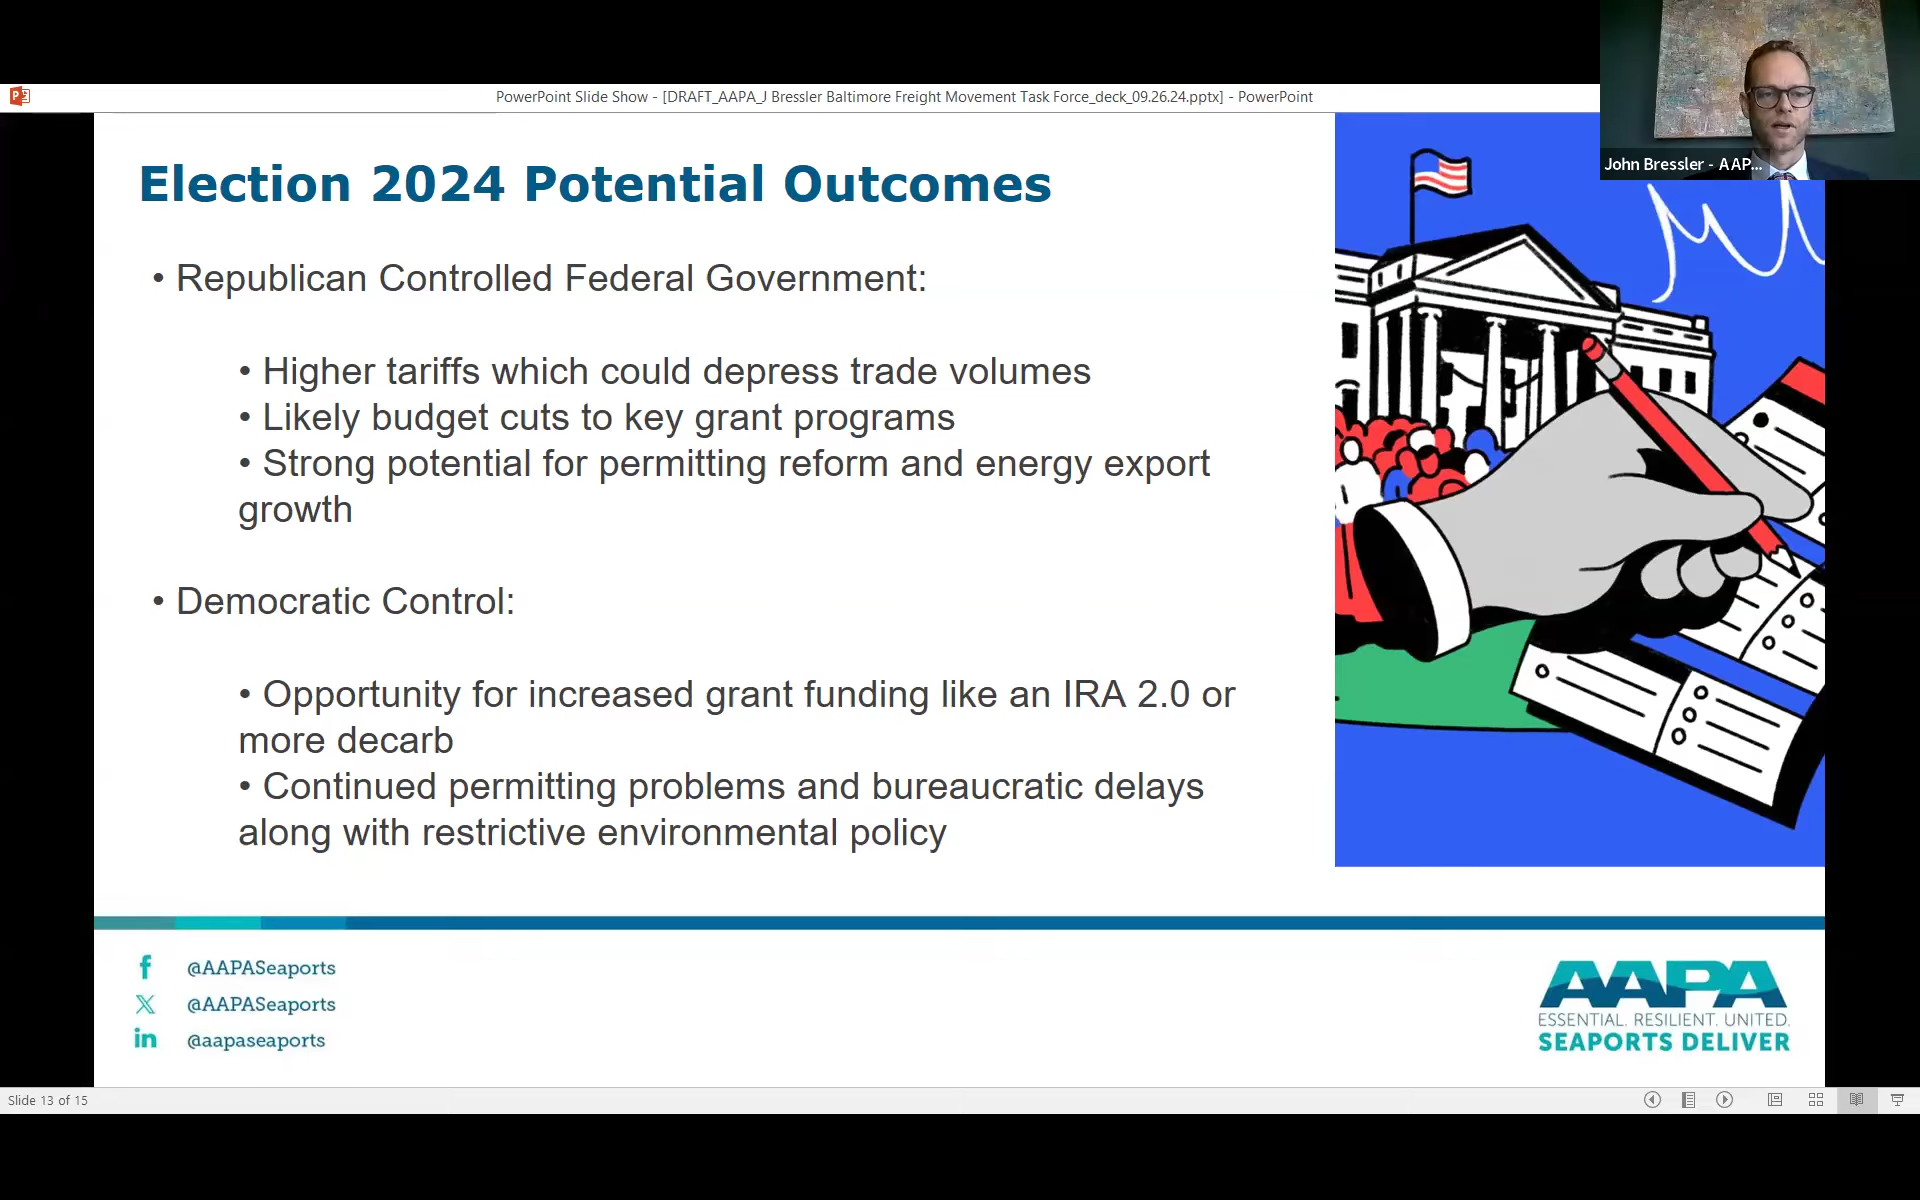 PowerPoint Slide Show - [DRAFT_AAPA_J Bressler Baltimore Freight Movement Task Force_deck_09.26.24.pptx] - PowerPoint
John Bressler - AAP...
Election 2024 Potential Outcomes
• Republican Controlled Federal Government:
• Higher tariffs which could depress trade volumes
• Likely budget cuts to key grant programs
• Strong potential for permitting reform and energy export
growth
• Democratic Control:
• Opportunity for increased grant funding like an IRA 2.0 or
more decarb
• Continued permitting problems and bureaucratic delays
along with restrictive environmental policy
@AAPASeaports
@AAPASeaports
@aapaseaports
AAPA
ESSENTIAL. RESILIENT. UNITED.
SEAPORTS DELIVER
Slide 13 of 15